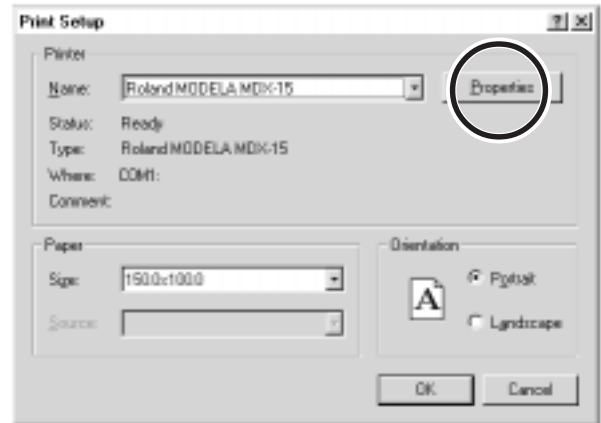 Print Setup
Printer
Name: Roland MODELA MDX-15 Properties
Status: Ready
Type: Roland MODELA MDX-15
Where: COM1:
Comment:
Paper
Size: 150.0x100.0
Source:
Orientation
A
Portrait
Landscape
OK Cancel